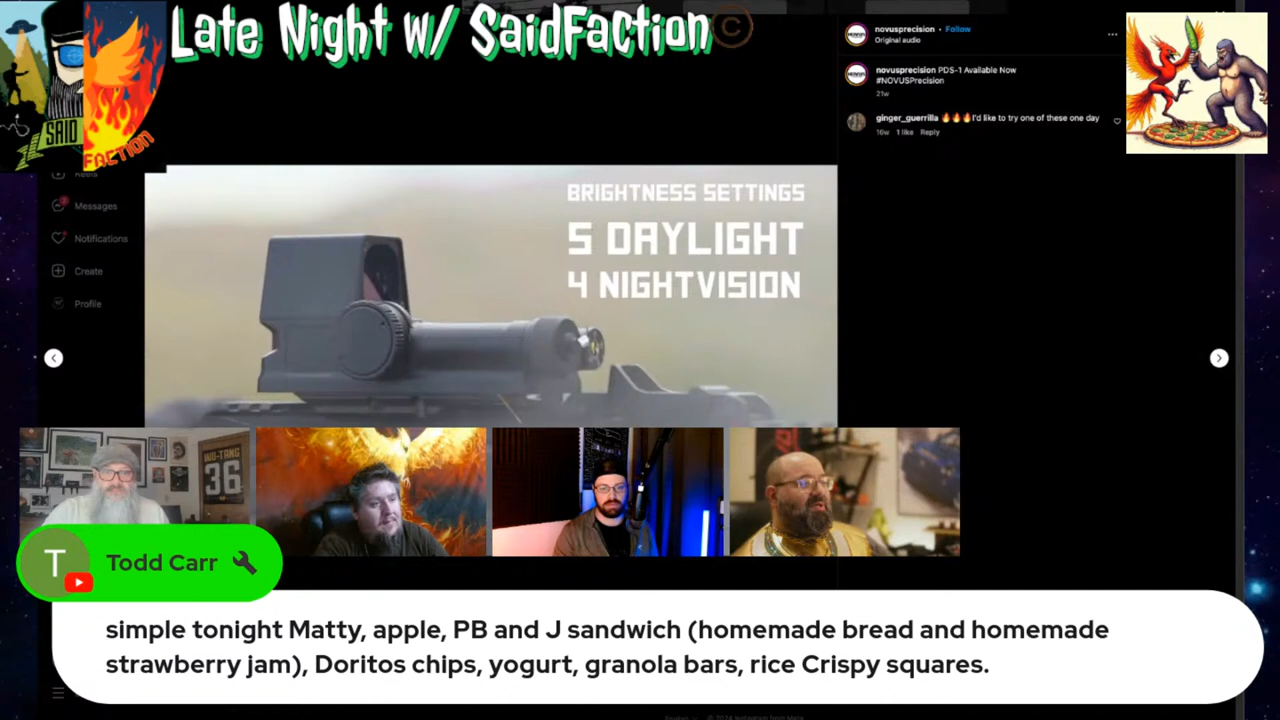 Late Night w/ SaidFaction
©
SAID
FACTION
novusprecision • Follow
Original audio
novusprecision PDS-1 Available Now
#NOVUSPrecision
21w
ginger_guerrilla 🔥🔥🔥I'd like to try one of these one day
16w 1 like Reply
Reels
Messages
Notifications
Create
Profile
BRIGHTNESS SETTINGS
5 DAYLIGHT
4 NIGHTVISION
WU-TANG
36
T
Todd Carr
simple tonight Matty, apple, PB and J sandwich (homemade bread and homemade
strawberry jam), Doritos chips, yogurt, granola bars, rice Crispy squares.